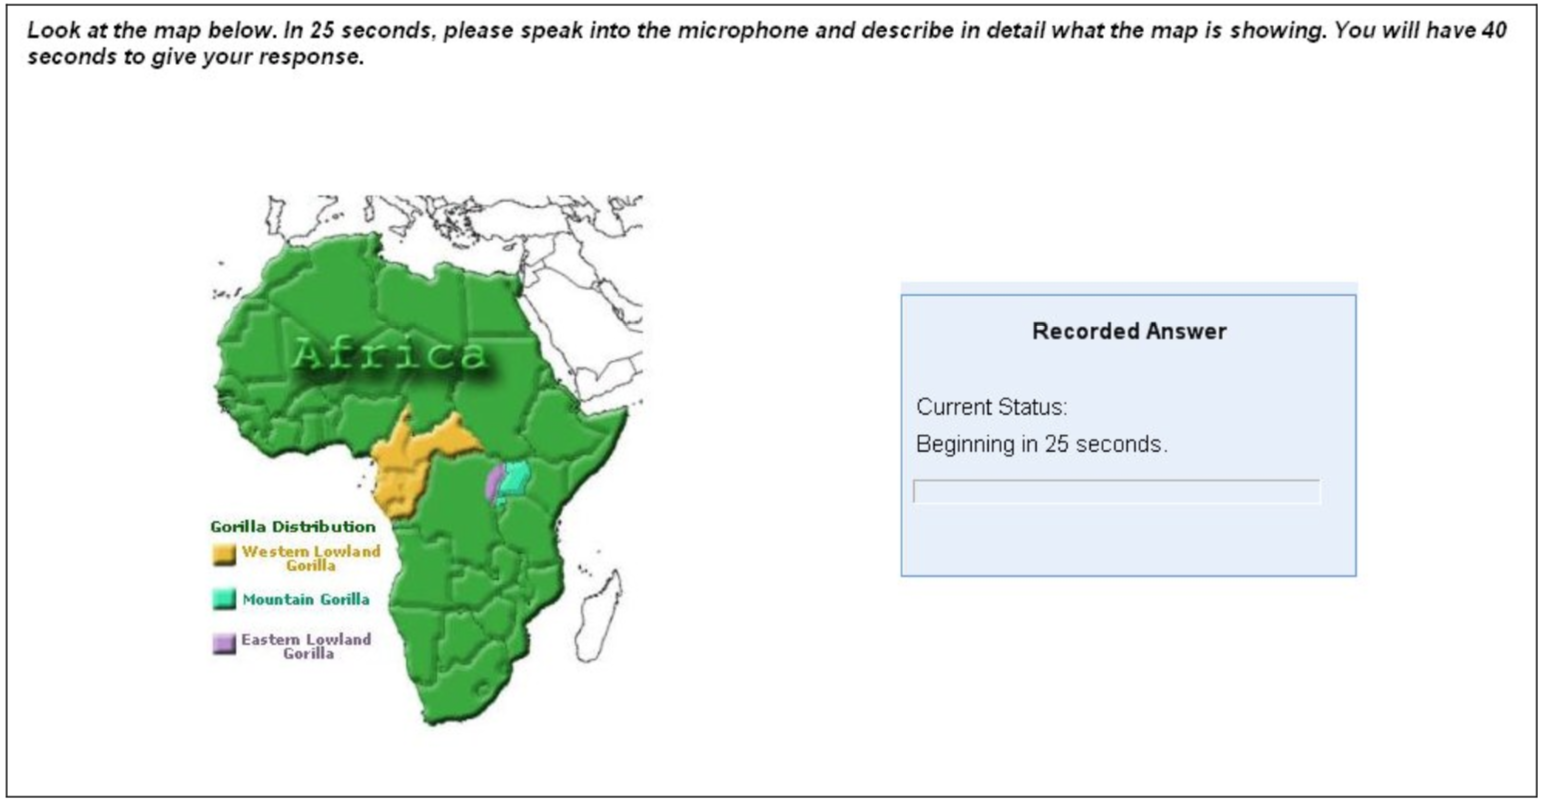 Look at the map below. In 25 seconds, please speak into the microphone and describe in detail what the map is showing. You will have 40
seconds to give your response.
Africa
Gorilla Distribution
Western Lowland
Gorilla
Mountain Gorilla
Eastern Lowland
Gorilla
Recorded Answer
Current Status:
Beginning in 25 seconds.